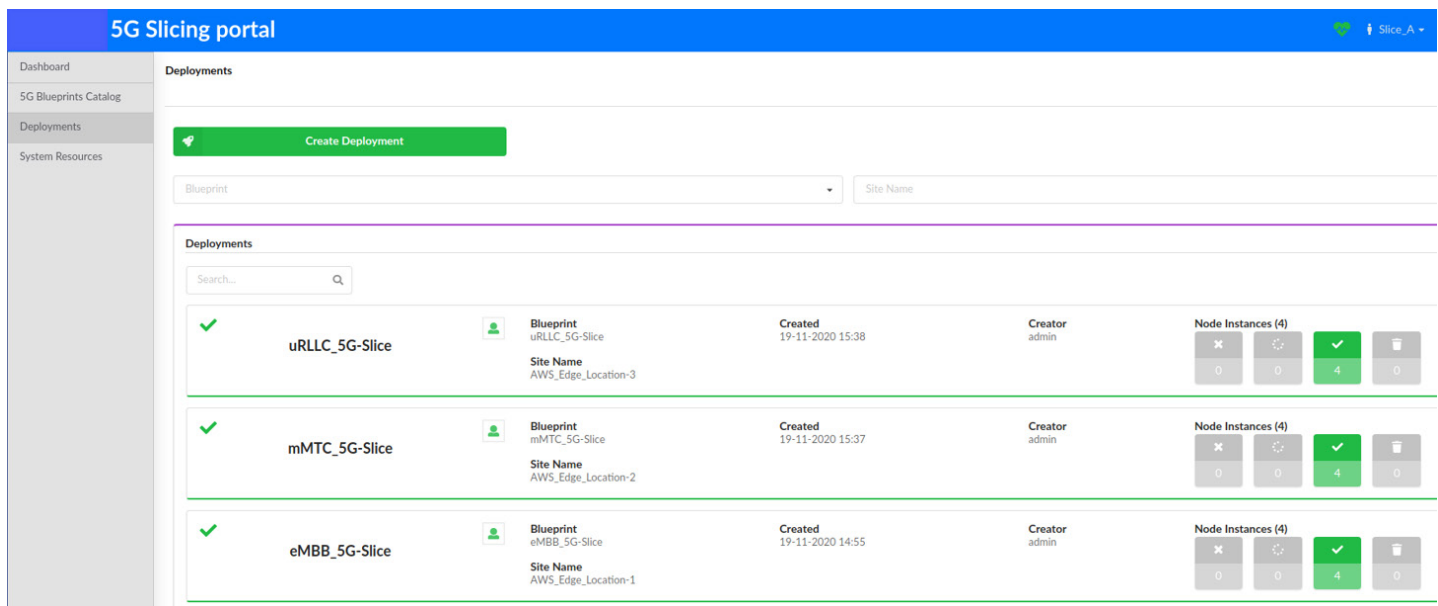 5G Slicing portal
Slice_A
Dashboard
5G Blueprints Catalog
Deployments
System Resources
Deployments
Create Deployment
Blueprint
Site Name
Deployments
Search...
uRLLC_5G-Slice
Blueprint
uRLLC_5G-Slice
Site Name
AWS_Edge_Location-3
Created
19-11-2020 15:38
Creator
admin
Node Instances (4)
0 0 4 0
mMTC_5G-Slice
Blueprint
mMTC_5G-Slice
Site Name
AWS_Edge_Location-2
Created
19-11-2020 15:37
Creator
admin
Node Instances (4)
0 0 4 0
eMBB_5G-Slice
Blueprint
eMBB_5G-Slice
Site Name
AWS_Edge_Location-1
Created
19-11-2020 14:55
Creator
admin
Node Instances (4)
0 0 4 0